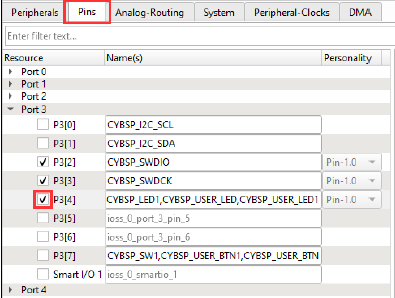 Peripherals Pins Analog-Routing System Peripheral-Clocks DMA
Enter filter text...
Resource Name(s) Personality
Port 0
Port 1
Port 2
Port 3
P3[0] CYBSP_I2C_SCL
P3[1] CYBSP_I2C_SDA
P3[2] CYBSP_SWDIO Pin-1.0
P3[3] CYBSP_SWDCK Pin-1.0
P3[4] CYBSP_LED1,CYBSP_USER_LED,CYBSP_USER_LED1 Pin-1.0
P3[5] ioss_0_port_3_pin_5
P3[6] ioss_0_port_3_pin_6
P3[7] CYBSP_SW1,CYBSP_USER_BTN1,CYBSP_USER_BTN
Smart I/O 1 ioss_0_smartio_1
Port 4